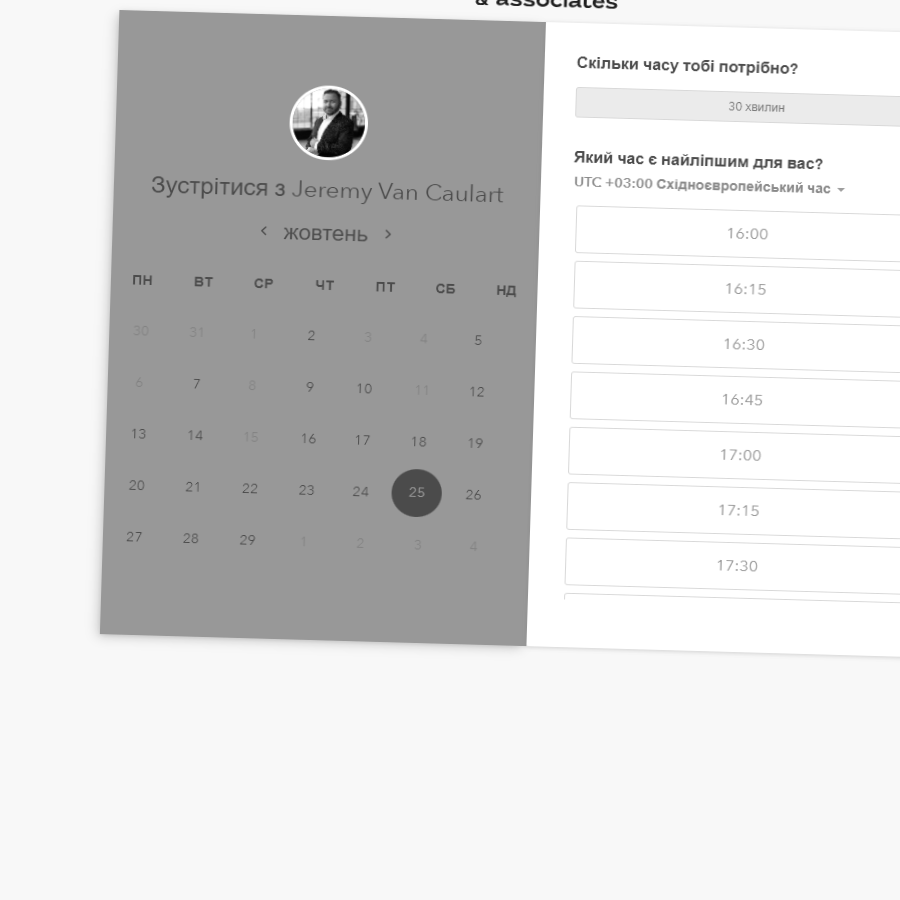 & associates
Зустрітися з Jeremy Van Caulart
жовтень
ПН ВТ СР ЧТ ПТ СБ НД
30 31 1 2 3 4 5
6 7 8 9 10 11 12
13 14 15 16 17 18 19
20 21 22 23 24 25 26
27 28 29 1 2 3 4
Скільки часу тобі потрібно?
30 хвилин
Який час є найліпшим для вас?
UTC +03:00 Східноєвропейський час
16:00
16:15
16:30
16:45
17:00
17:15
17:30